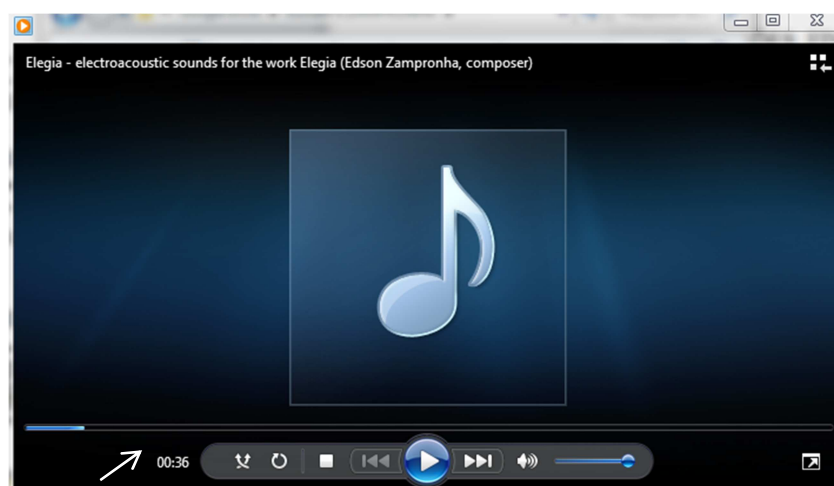 Elegia - electroacoustic sounds for the work Elegia (Edson Zampronha, composer)
00:36